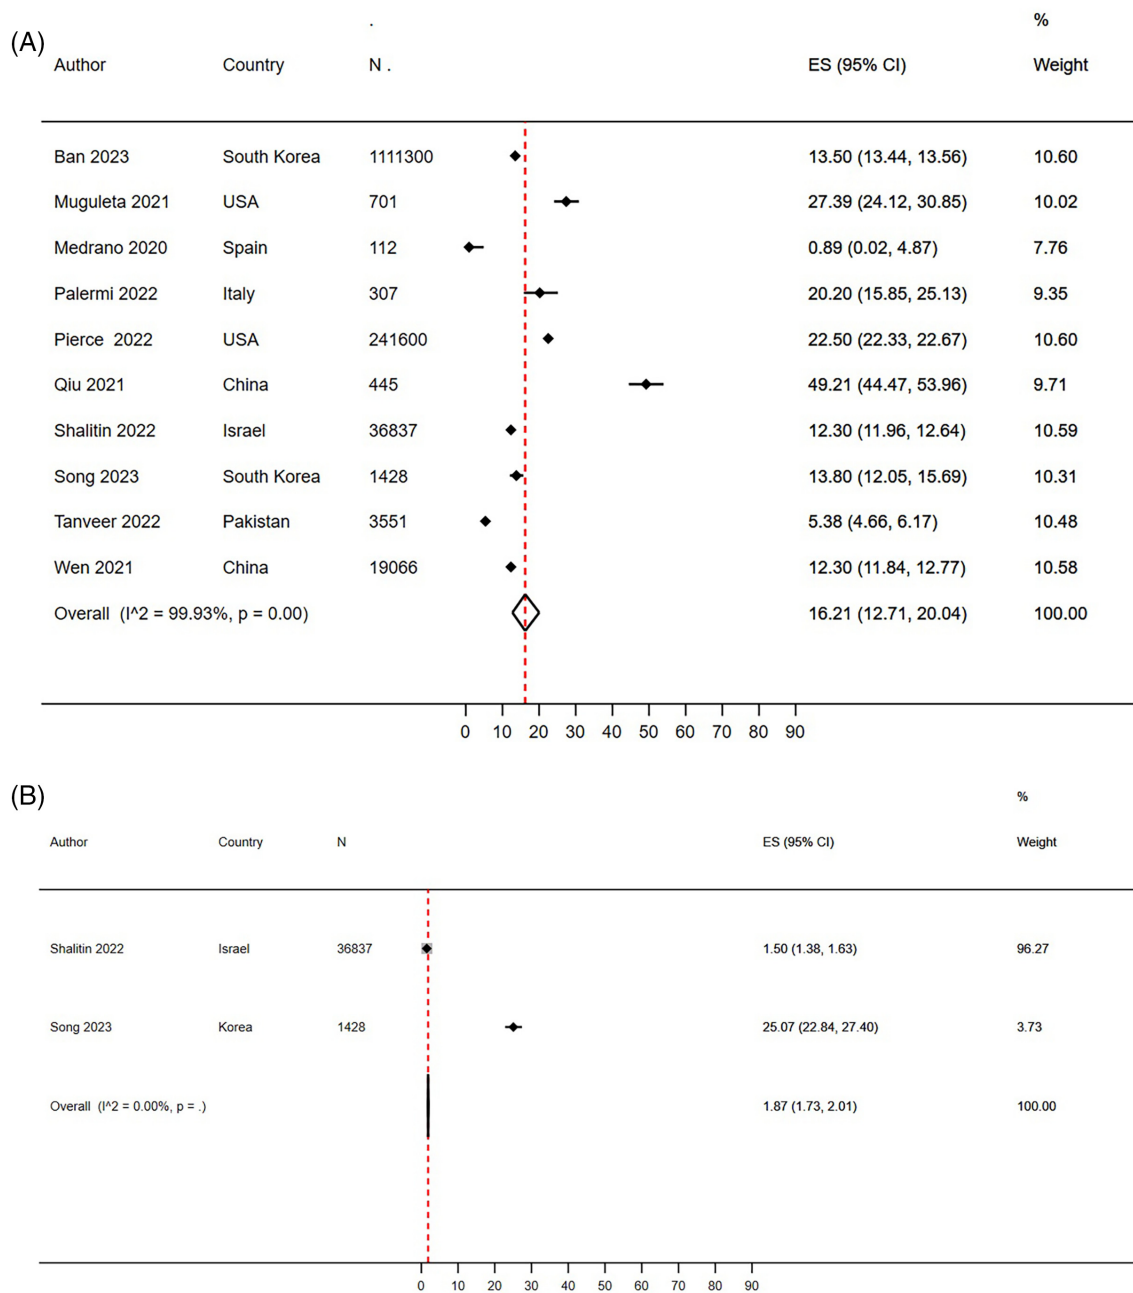 (A)
.
%
Author Country N . ES (95% CI) Weight
Ban 2023 South Korea 1111300 13.50 (13.44, 13.56) 10.60
Muguleta 2021 USA 701 27.39 (24.12, 30.85) 10.02
Medrano 2020 Spain 112 0.89 (0.02, 4.87) 7.76
Palermi 2022 Italy 307 20.20 (15.85, 25.13) 9.35
Pierce 2022 USA 241600 22.50 (22.33, 22.67) 10.60
Qiu 2021 China 445 49.21 (44.47, 53.96) 9.71
Shalitin 2022 Israel 36837 12.30 (11.96, 12.64) 10.59
Song 2023 South Korea 1428 13.80 (12.05, 15.69) 10.31
Tanveer 2022 Pakistan 3551 5.38 (4.66, 6.17) 10.48
Wen 2021 China 19066 12.30 (11.84, 12.77) 10.58
Overall (I^2 = 99.93%, p = 0.00) 16.21 (12.71, 20.04) 100.00
0 10 20 30 40 50 60 70 80 90
(B)
%
Author Country N ES (95% CI) Weight
Shalitin 2022 Israel 36837 1.50 (1.38, 1.63) 96.27
Song 2023 Korea 1428 25.07 (22.84, 27.40) 3.73
Overall (I^2 = 0.00%, p = .) 1.87 (1.73, 2.01) 100.00
0 10 20 30 40 50 60 70 80 90